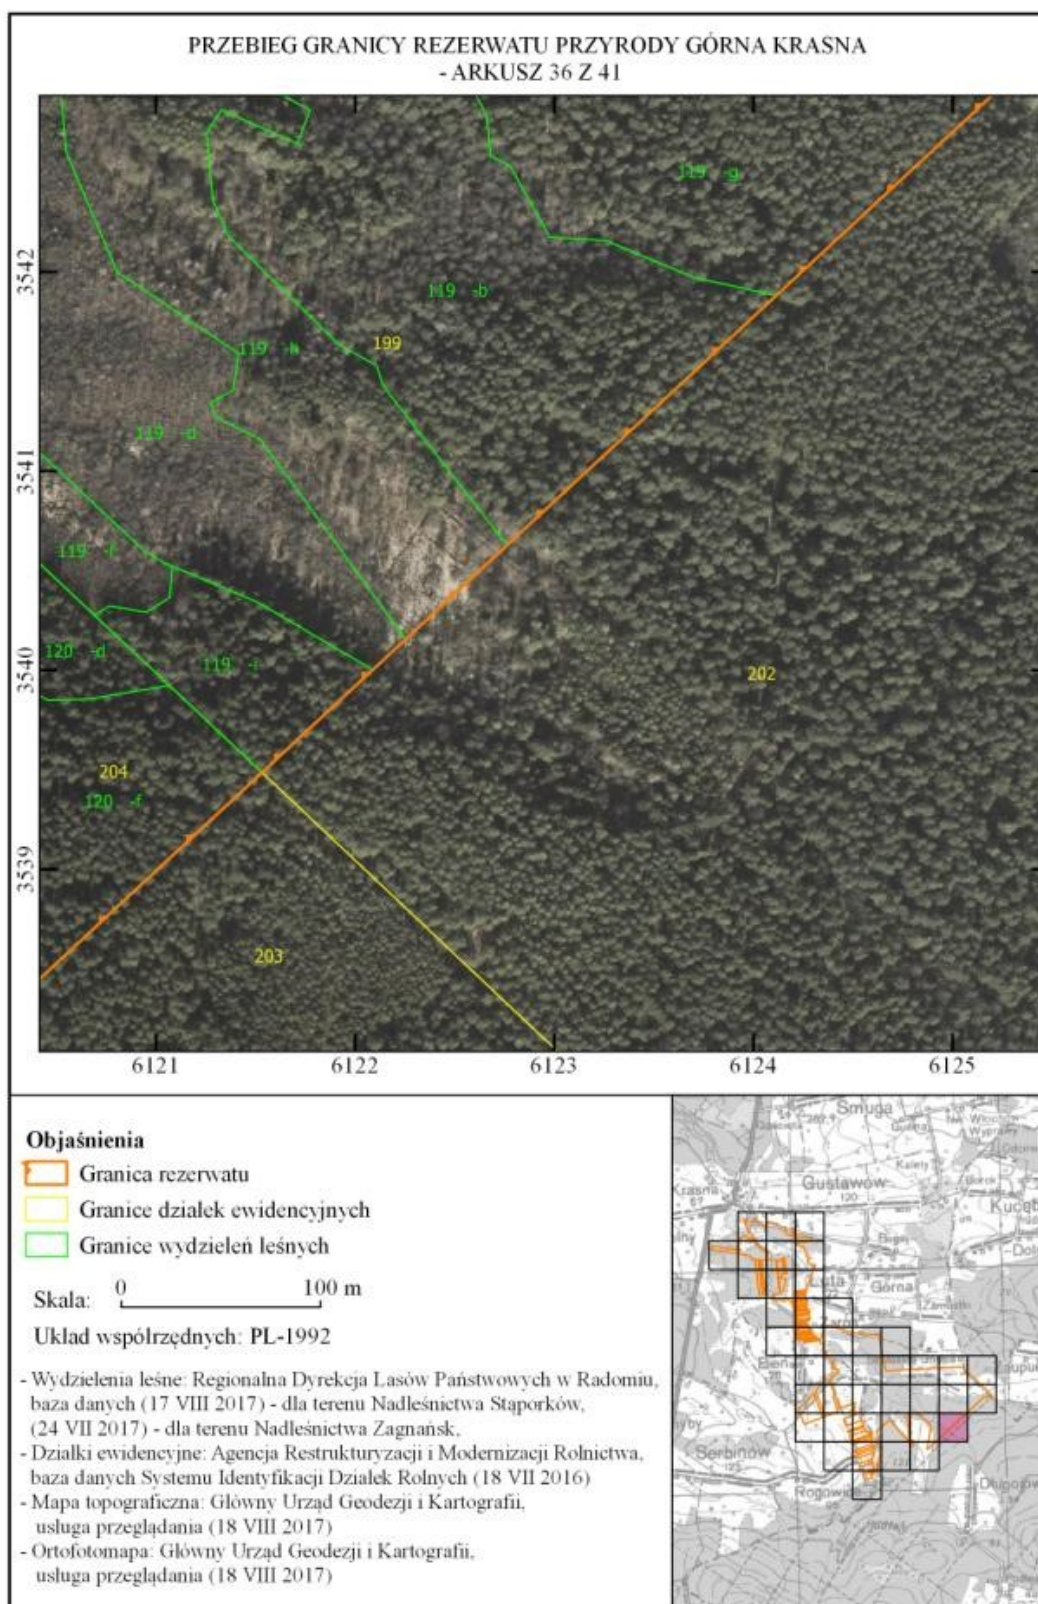 PRZEBIEG GRANICY REZERWATU PRZYRODY GÓRNA KRASNA
- ARKUSZ 36 Z 41
119 -g
3542
119 -b
199
119 -h
119 -d
3541
119 -f
120 -d
119 -i
3540
202
204
120 -f
3539
203
6121
6122
6123
6124
6125
Objaśnienia
Granica rezerwatu
Granice działek ewidencyjnych
Granice wydzieleń leśnych
Skala:
0
100 m
Układ współrzędnych: PL-1992
- Wydzielenia leśne: Regionalna Dyrekcja Lasów Państwowych w Radomiu,
baza danych (17 VIII 2017) - dla terenu Nadleśnictwa Stąporków,
(24 VII 2017) - dla terenu Nadleśnictwa Zagnańsk,
- Działki ewidencyjne: Agencja Restrukturyzacji i Modernizacji Rolnictwa,
baza danych Systemu Identyfikacji Działek Rolnych (18 VII 2016)
- Mapa topograficzna: Główny Urząd Geodezji i Kartografii,
usługa przeglądania (18 VIII 2017)
- Ortofotomapa: Główny Urząd Geodezji i Kartografii,
usługa przeglądania (18 VIII 2017)
Smuga
Gustawów
120
Krasna
Luta
Górna
Serbinów
Rogowice